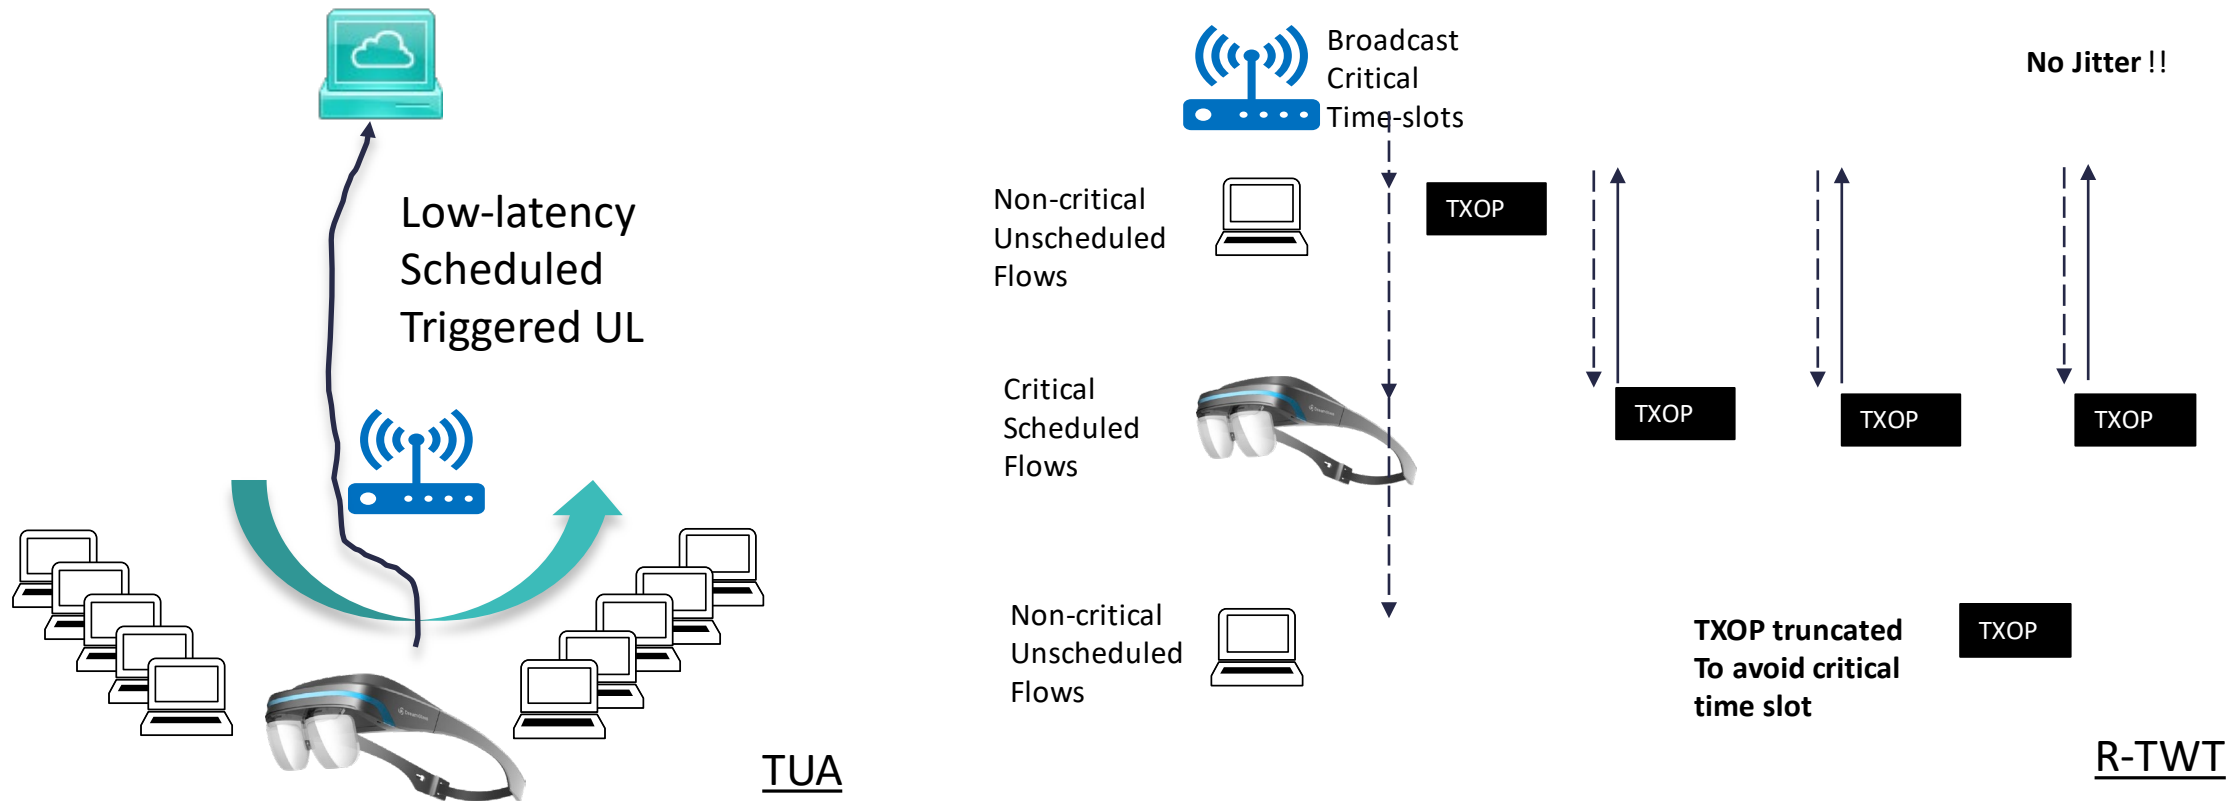 Low-latency
Scheduled
Triggered UL
TUA
Broadcast
Critical
Time-slots
No Jitter !!
Non-critical
Unscheduled
Flows
TXOP
Critical
Scheduled
Flows
TXOP
TXOP
TXOP
Non-critical
Unscheduled
Flows
TXOP truncated
To avoid critical
time slot
TXOP
R-TWT